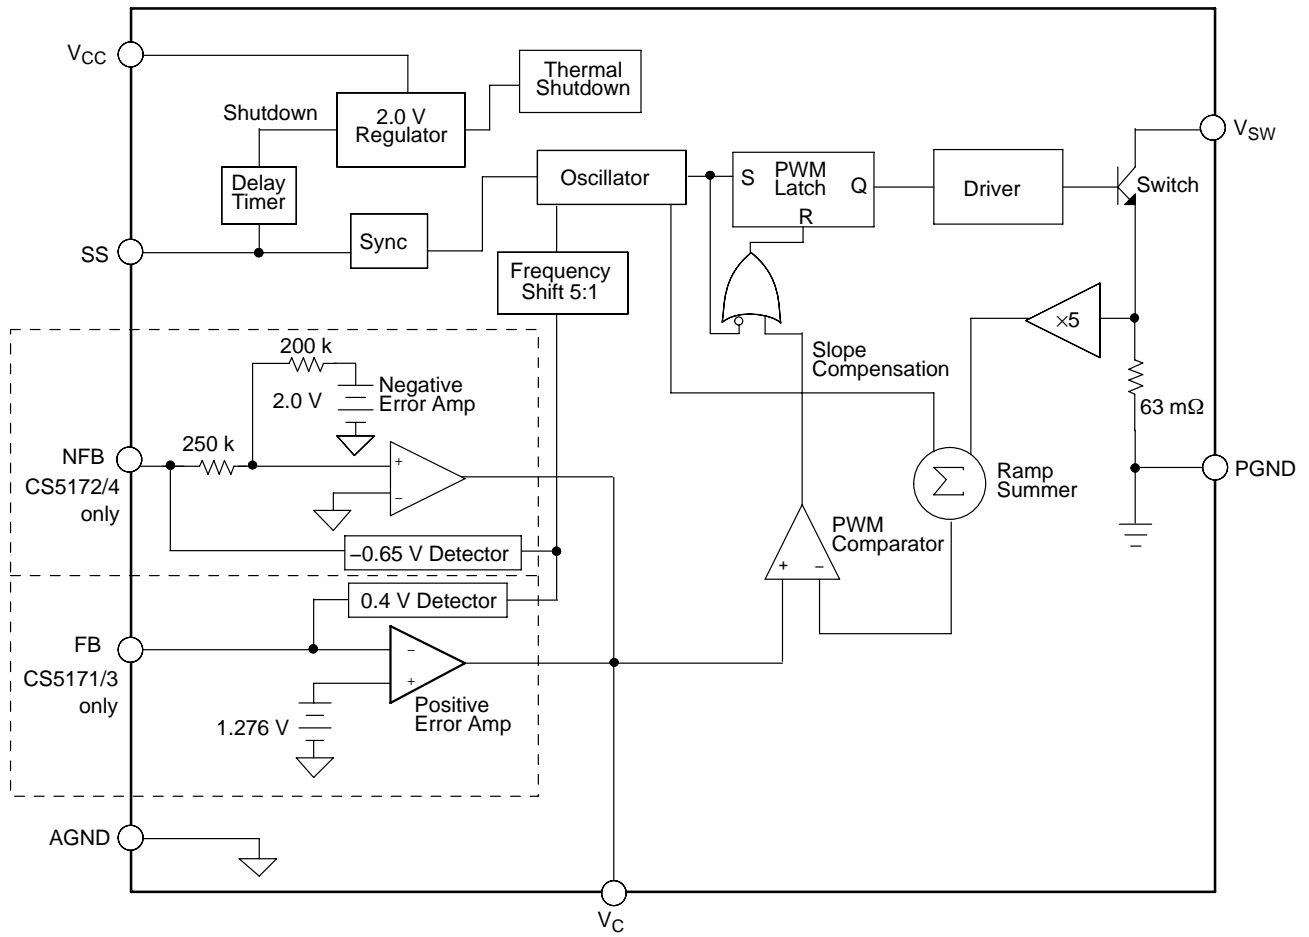 VCC
Thermal
Shutdown
Shutdown
2.0 V
Regulator
VSW
Delay
Timer
Oscillator
S
PWM
Latch
Q
R
Driver
Switch
SS
Sync
Frequency
Shift 5:1
×5
200 k
Slope
Compensation
2.0 V
Negative
Error Amp
63 mΩ
250 k
NFB
CS5172/4
only
+
−
Σ
Ramp
Summer
PGND
PWM
Comparator
−0.65 V Detector
+
−
0.4 V Detector
FB
CS5171/3
only
−
+
Positive
Error Amp
1.276 V
AGND
VC